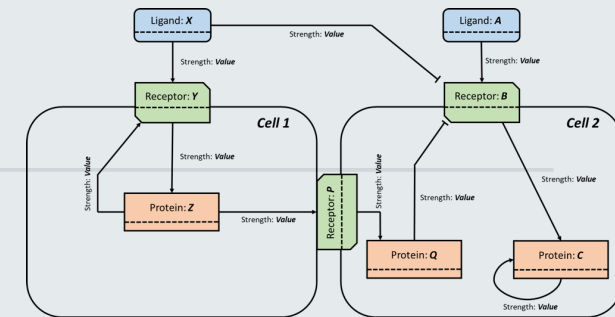 Ligand: X
Ligand: A
Strength: Value
Strength: Value
Strength: Value
Receptor: Y
Receptor: B
Cell 1
Cell 2
Strength: Value
Strength: Value
Strength: Value
Strength: Value
Strength: Value
Protein: Z
Strength: Value
Receptor: P
Protein: Q
Protein: C
Strength: Value